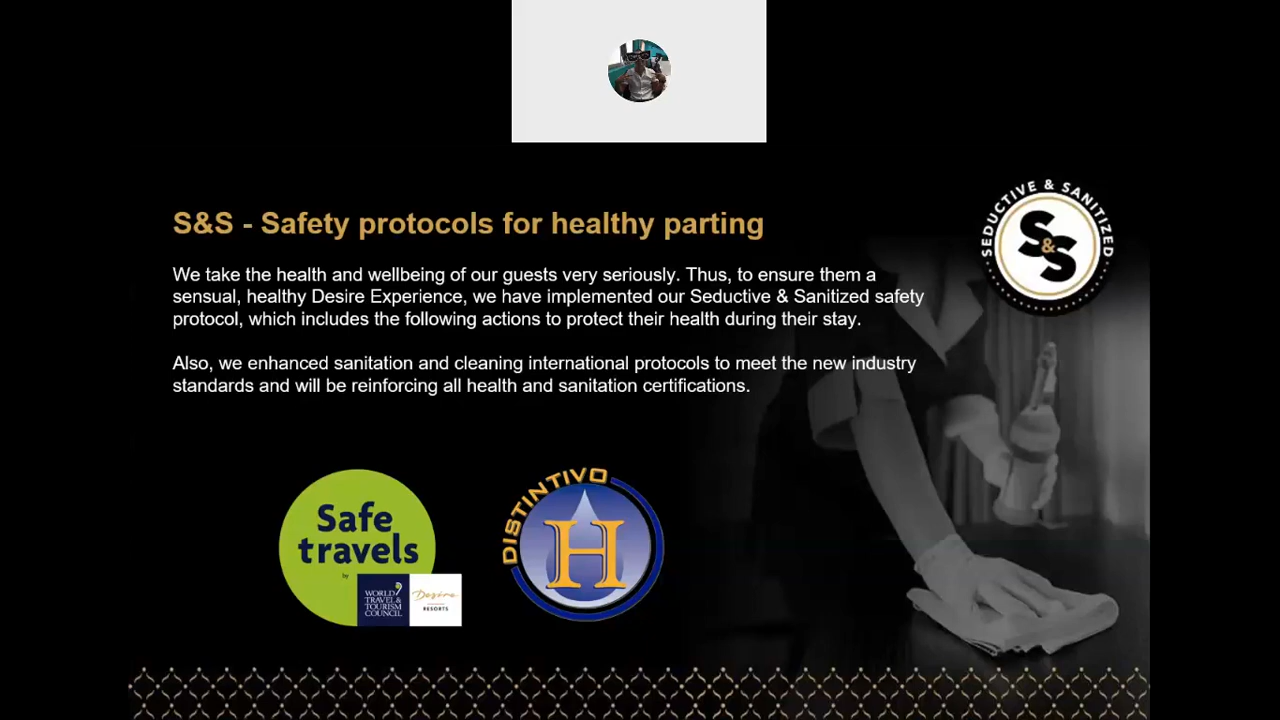 SEDUCTIVE & SANITIZED
S&S
S&S - Safety protocols for healthy parting
We take the health and wellbeing of our guests very seriously. Thus, to ensure them a
sensual, healthy Desire Experience, we have implemented our Seductive & Sanitized safety
protocol, which includes the following actions to protect their health during their stay.
Also, we enhanced sanitation and cleaning international protocols to meet the new industry
standards and will be reinforcing all health and sanitation certifications.
Safe
travels
by
WORLD
TRAVEL &
TOURISM
COUNCIL
Desire
RESORTS
DISTINTIVO
H